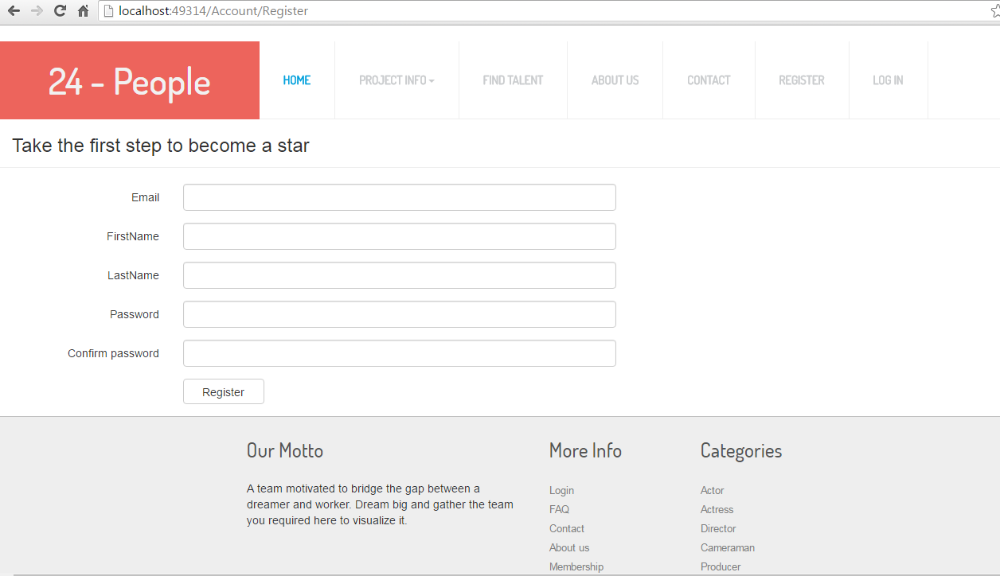 localhost:49314/Account/Register
24 - People
HOME
PROJECT INFO
FIND TALENT
ABOUT US
CONTACT
REGISTER
LOG IN
Take the first step to become a star
Email
FirstName
LastName
Password
Confirm password
Register
Our Motto
A team motivated to bridge the gap between a
dreamer and worker. Dream big and gather the team
you required here to visualize it.
More Info
Login
FAQ
Contact
About us
Membership
Categories
Actor
Actress
Director
Cameraman
Producer